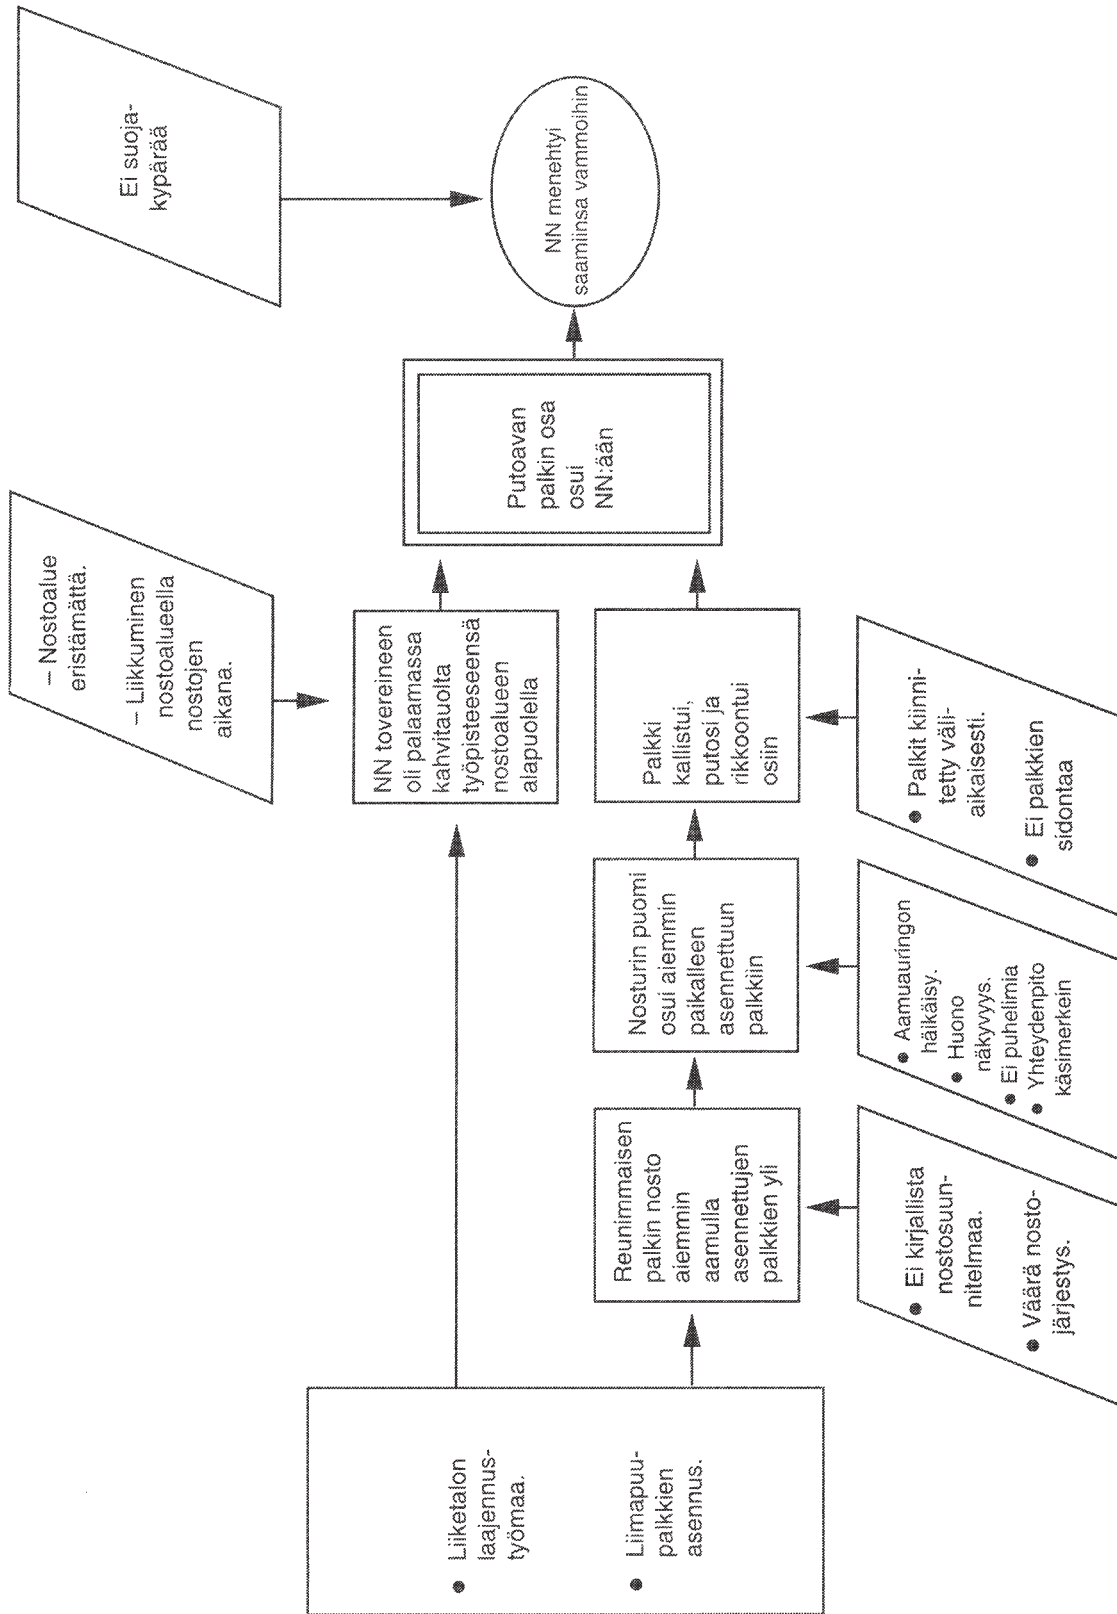 Ei suoja-
kypärää
– Nostoalue
eristämättä.
– Liikkuminen
nostoalueella
nostojen
aikana.
• Liiketalon
laajennus-
työmaa.
• Liimapuu-
palkkien
asennus.
NN tovereineen
oli palaamassa
kahvitauolta
työpisteeseensä
nostoalueen
alapuolella
Putoavan
palkin osa
osui
NN:ään
NN menehtyi
saamiinsa vammoihin
Reunimmaisen
palkin nosto
aiemmin
aamulla
asennettujen
palkkien yli
Nosturin puomi
osui aiemmin
paikalleen
asennettuun
palkkiin
Palkki
kallistui,
putosi ja
rikkoontui
osiin
• Ei kirjallista
nostosuun-
nitelmaa.
• Väärä nosto-
järjestys.
• Aamuauringon
häikäisy.
• Huono
näkyvyys.
• Ei puhelimia
• Yhteydenpito
käsimerkein
• Palkit kiinni-
tetty väli-
aikaisesti.
• Ei palkkien
sidontaa